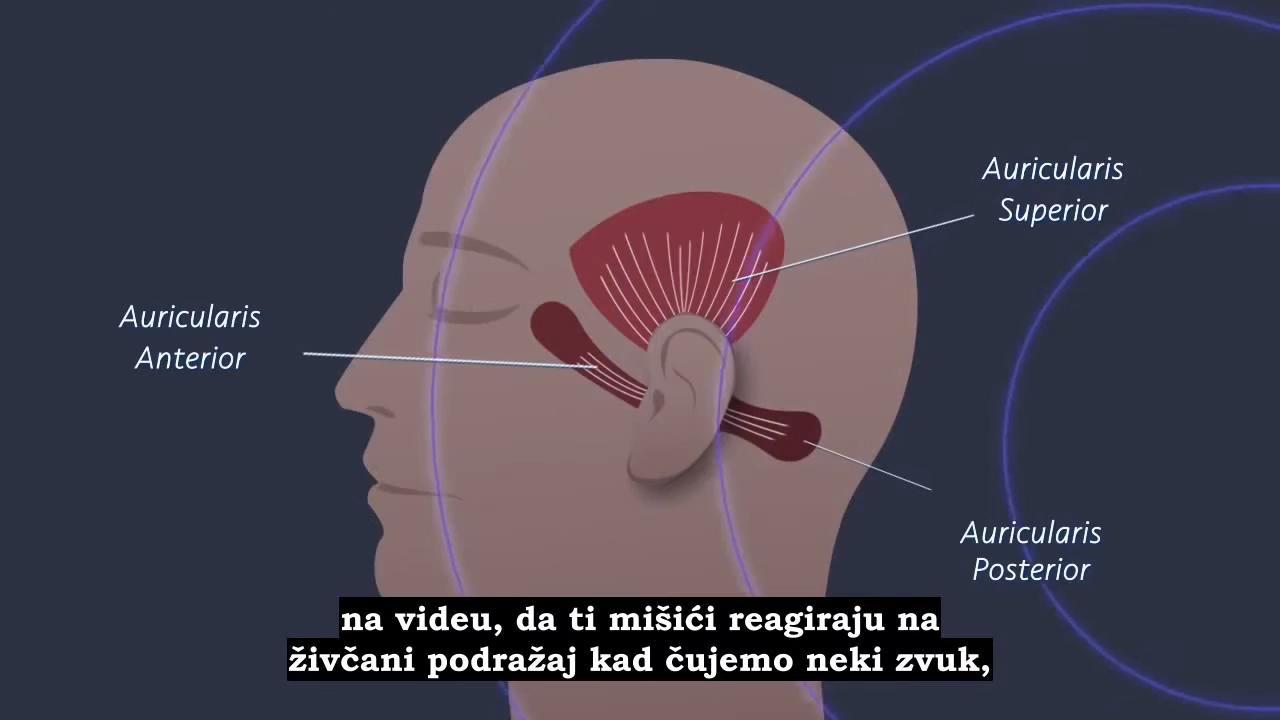 Auricularis
Superior
Auricularis
Anterior
Auricularis
Posterior
na videu, da ti mišići reagiraju na
živčani podražaj kad čujemo neki zvuk,